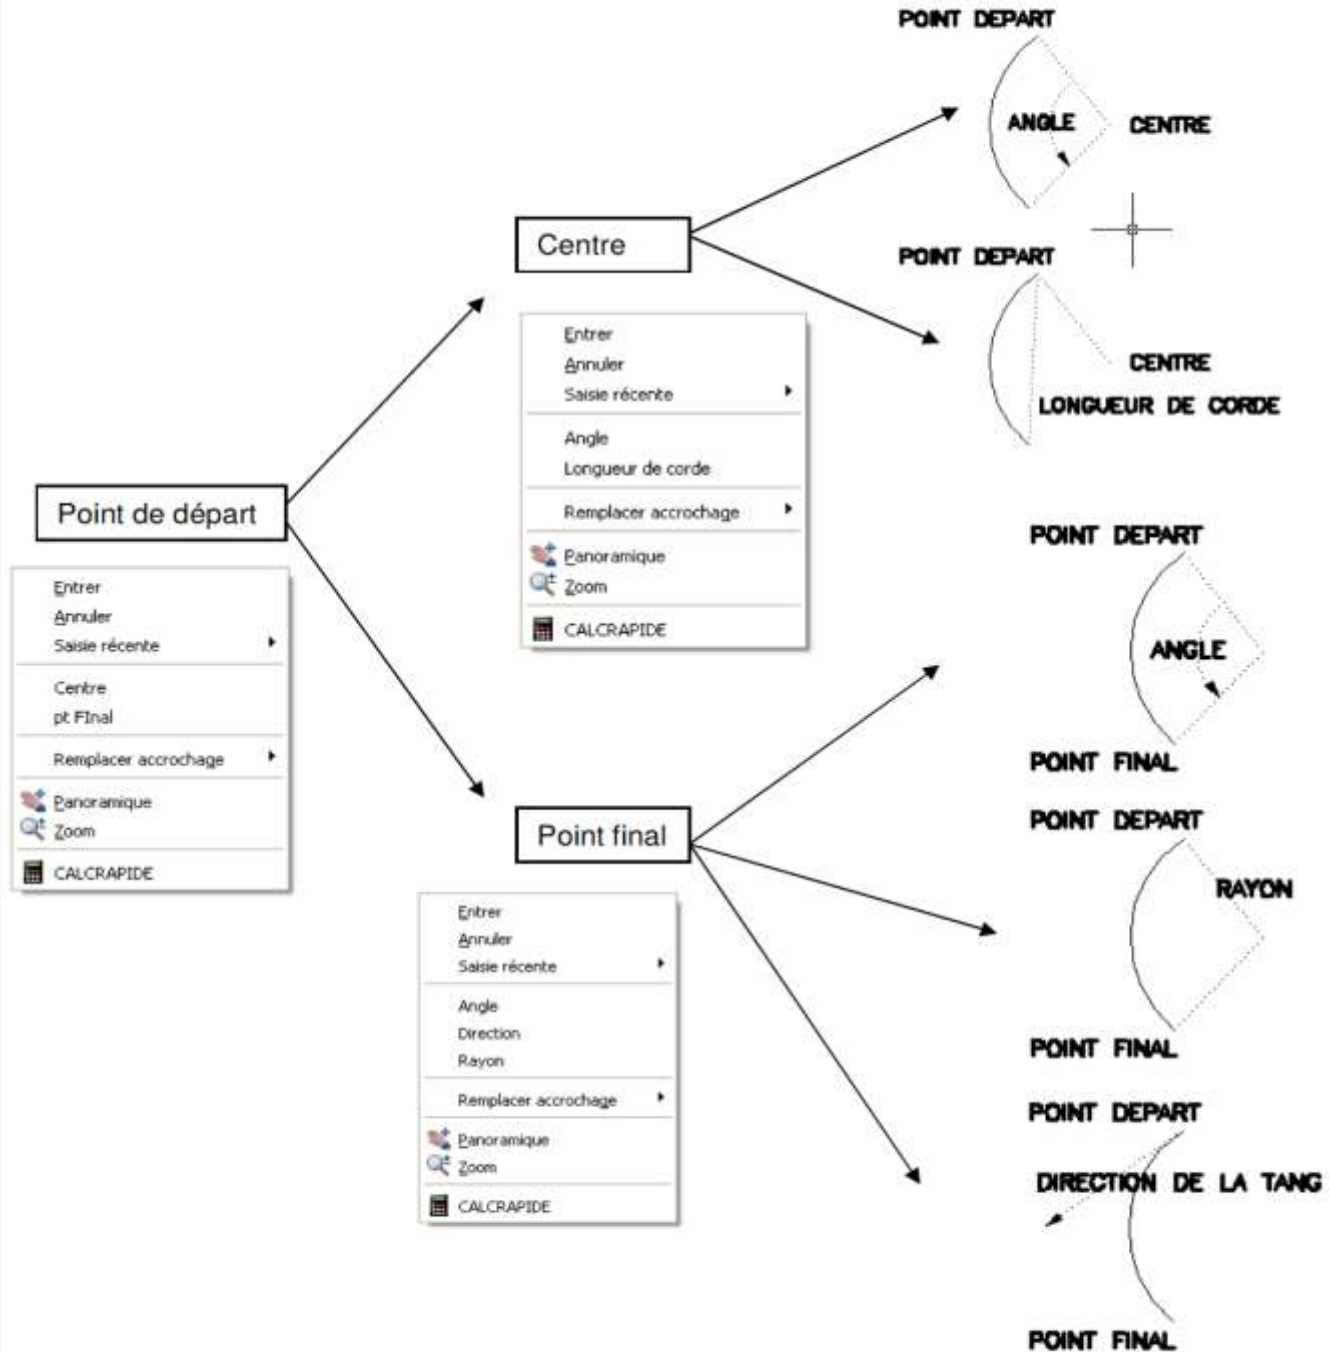 Point de départ
Entrer
Annuler
Saisie récente
Centre
pt FInal
Remplacer accrochage
Panoramique
Zoom
CALCRAPIDE
Centre
Entrer
Annuler
Saisie récente
Angle
Longueur de corde
Remplacer accrochage
Panoramique
Zoom
CALCRAPIDE
Point final
Entrer
Annuler
Saisie récente
Angle
Direction
Rayon
Remplacer accrochage
Panoramique
Zoom
CALCRAPIDE
POINT DEPART
ANGLE
CENTRE
POINT DEPART
CENTRE
LONGUEUR DE CORDE
POINT DEPART
ANGLE
POINT FINAL
POINT DEPART
RAYON
POINT FINAL
POINT DEPART
DIRECTION DE LA TANG
POINT FINAL